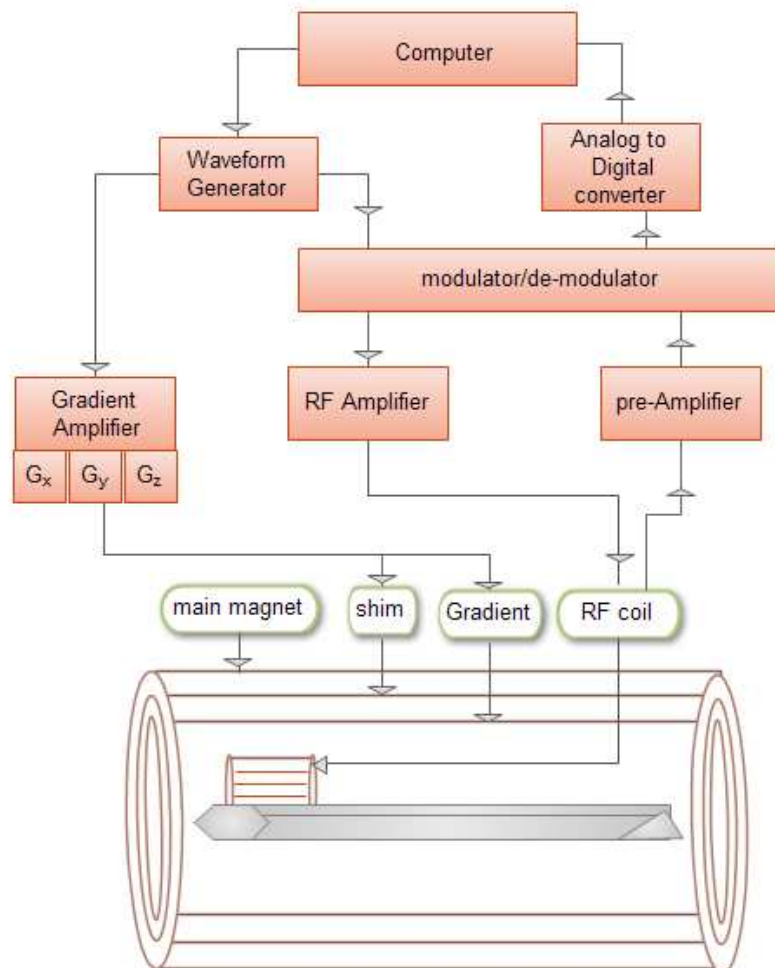 Computer
Waveform
Generator
Analog to
Digital
converter
modulator/de-modulator
Gradient
Amplifier
RF Amplifier
pre-Amplifier
Gx
Gy
Gz
main magnet
shim
Gradient
RF coil